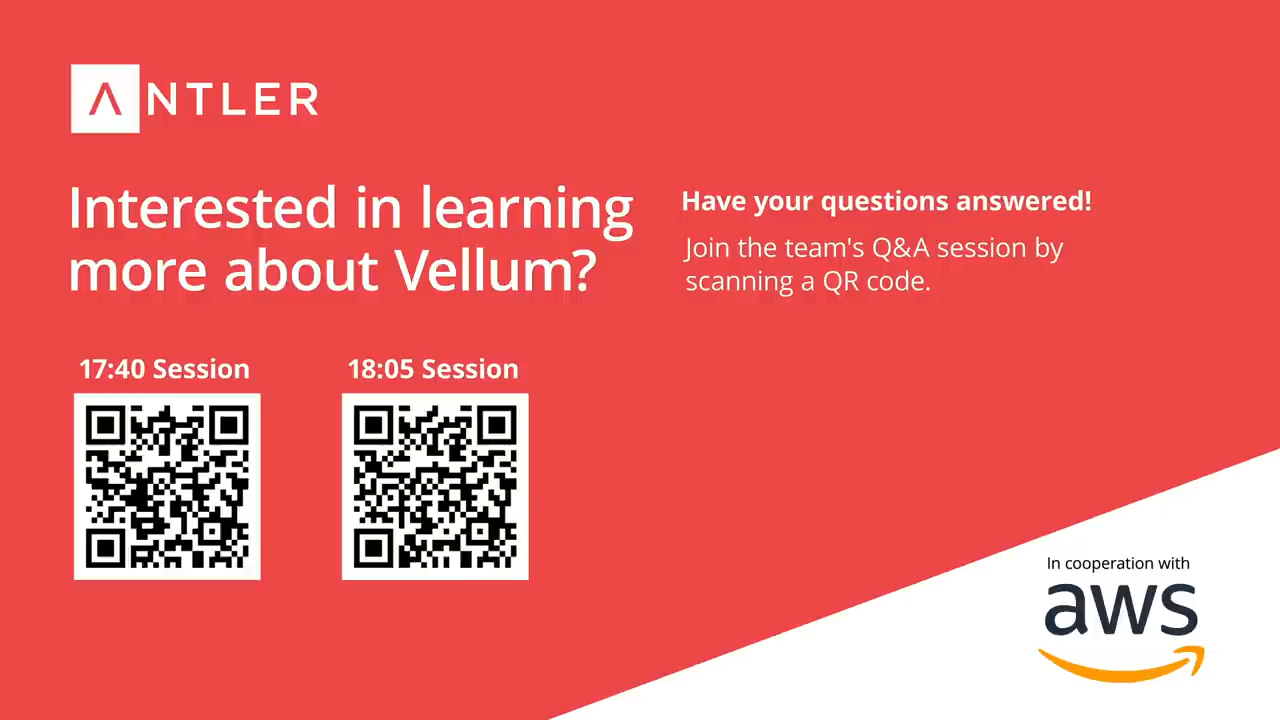 ANTLER
Interested in learning
more about Vellum?
Have your questions answered!
Join the team's Q&A session by
scanning a QR code.
17:40 Session
18:05 Session
In cooperation with
aws